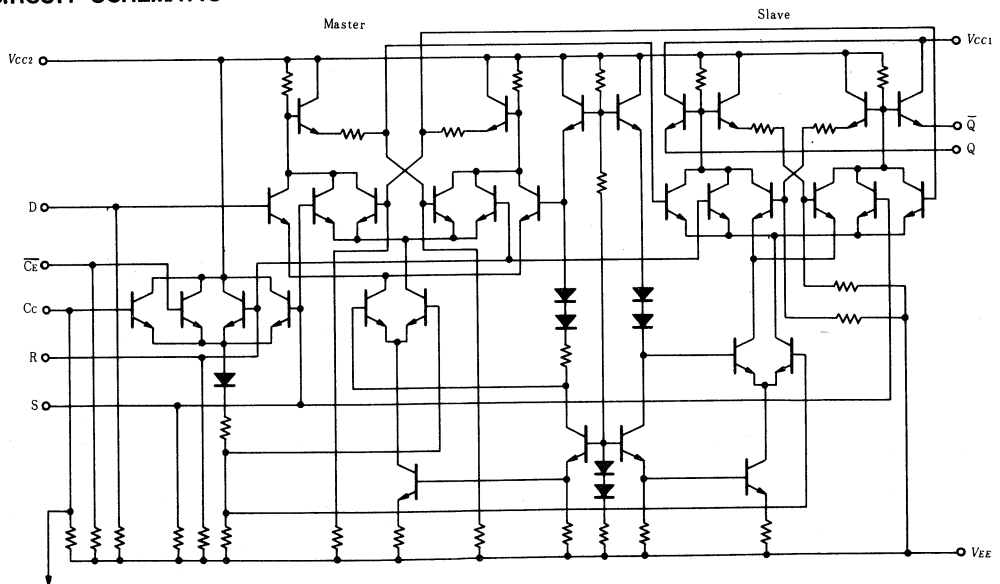 CIRCUIT SCHEMATIC
Master
Slave
VCC2
VCC1
Q̅
Q
D
C̅E̅
CC
R
S
VEE